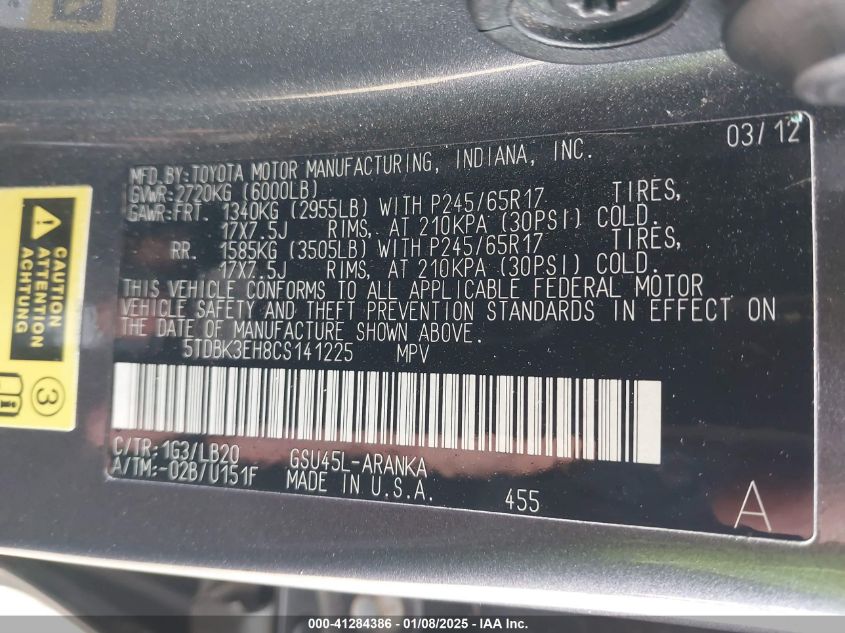 03/12
MFD.BY:TOYOTA MOTOR MANUFACTURING, INDIANA, INC.
GVWR:2720KG (6000LB)
GAWR:FRT. 1340KG (2955LB) WITH P245/65R17 TIRES,
17X7.5J RIMS, AT 210KPA (30PSI) COLD.
RR. 1585KG (3505LB) WITH P245/65R17 TIRES,
17X7.5J RIMS, AT 210KPA (30PSI) COLD.
THIS VEHICLE CONFORMS TO ALL APPLICABLE FEDERAL MOTOR
VEHICLE SAFETY AND THEFT PREVENTION STANDARDS IN EFFECT ON
THE DATE OF MANUFACTURE SHOWN ABOVE.
5TDBK3EH8CS141225 MPV
C/TR:1G3/LB20 GSU45L-ARANKA
A/TM:-02B/U151F MADE IN U.S.A.
455
A
CAUTION
ATTENTION
ACHTUNG
3
000-41284386 - 01/08/2025 - IAA Inc.